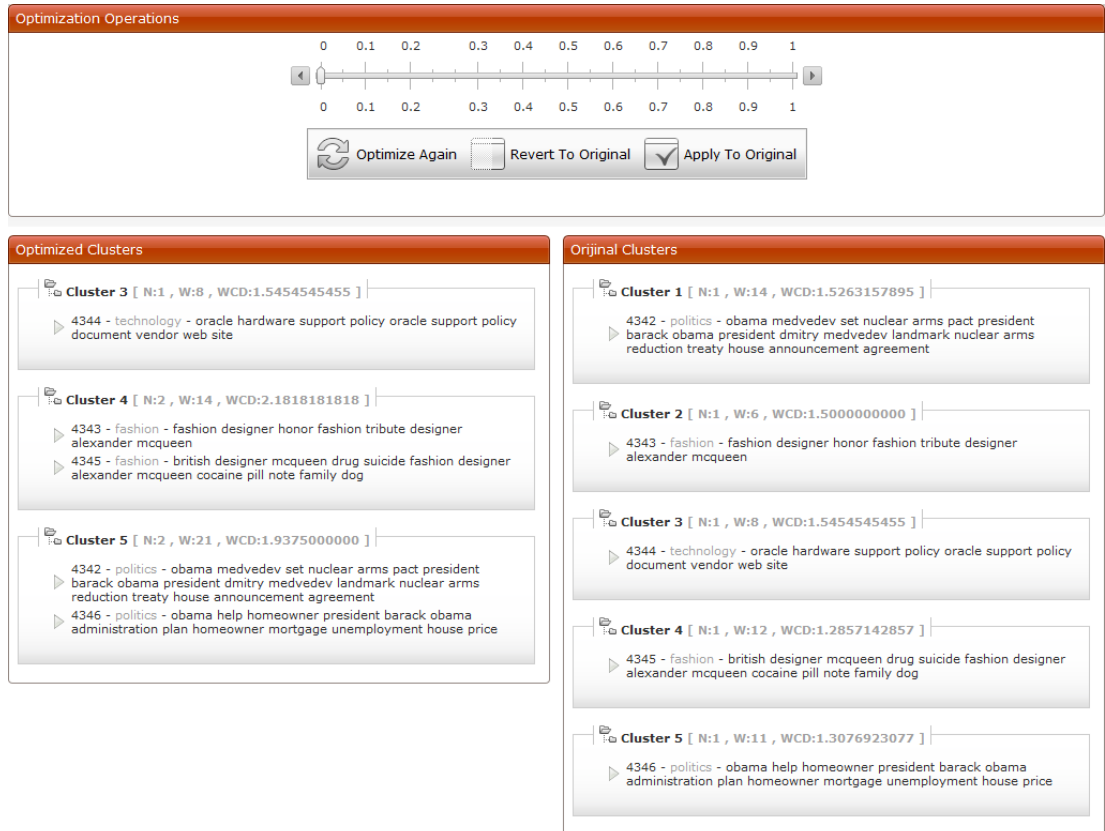 Optimization Operations
0 0.1 0.2 0.3 0.4 0.5 0.6 0.7 0.8 0.9 1
0 0.1 0.2 0.3 0.4 0.5 0.6 0.7 0.8 0.9 1
Optimize Again Revert To Original Apply To Original
Optimized Clusters
Cluster 3 [ N:1 , W:8 , WCD:1.5454545455 ]
4344 - technology - oracle hardware support policy oracle support policy
document vendor web site
Cluster 4 [ N:2 , W:14 , WCD:2.1818181818 ]
4343 - fashion - fashion designer honor fashion tribute designer
alexander mcqueen
4345 - fashion - british designer mcqueen drug suicide fashion designer
alexander mcqueen cocaine pill note family dog
Cluster 5 [ N:2 , W:21 , WCD:1.9375000000 ]
4342 - politics - obama medvedev set nuclear arms pact president
barack obama president dmitry medvedev landmark nuclear arms
reduction treaty house announcement agreement
4346 - politics - obama help homeowner president barack obama
administration plan homeowner mortgage unemployment house price
Orijinal Clusters
Cluster 1 [ N:1 , W:14 , WCD:1.5263157895 ]
4342 - politics - obama medvedev set nuclear arms pact president
barack obama president dmitry medvedev landmark nuclear arms
reduction treaty house announcement agreement
Cluster 2 [ N:1 , W:6 , WCD:1.5000000000 ]
4343 - fashion - fashion designer honor fashion tribute designer
alexander mcqueen
Cluster 3 [ N:1 , W:8 , WCD:1.5454545455 ]
4344 - technology - oracle hardware support policy oracle support policy
document vendor web site
Cluster 4 [ N:1 , W:12 , WCD:1.2857142857 ]
4345 - fashion - british designer mcqueen drug suicide fashion designer
alexander mcqueen cocaine pill note family dog
Cluster 5 [ N:1 , W:11 , WCD:1.3076923077 ]
4346 - politics - obama help homeowner president barack obama
administration plan homeowner mortgage unemployment house price